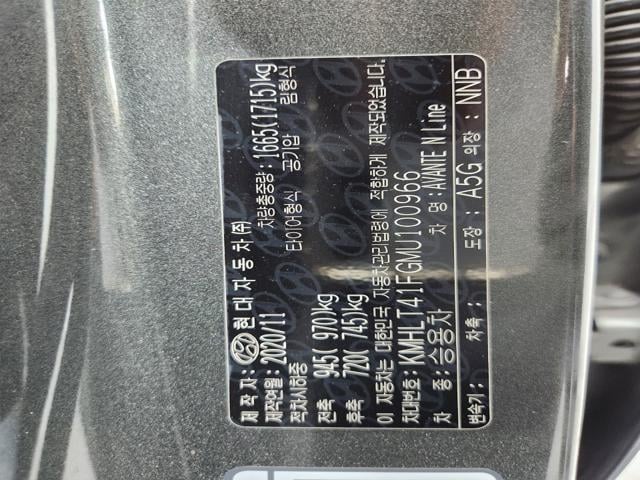 제 작 자: 현 대 자 동 차 ㈜
제작연월: 2020/11 차량총중량: 1665(1715)kg
적차시하중 타이어형식 공기압 림형식
전축 945( 970)kg
후축 720( 745)kg
이 자동차는 대한민국 자동차관리법령에 적합하게 제작되었습니다.
차대번호: KMHLT41FGMU100966
차 종: 승용차 차 명: AVANTE N Line
변속기: 차축: 도장: A5G 외장: NNB